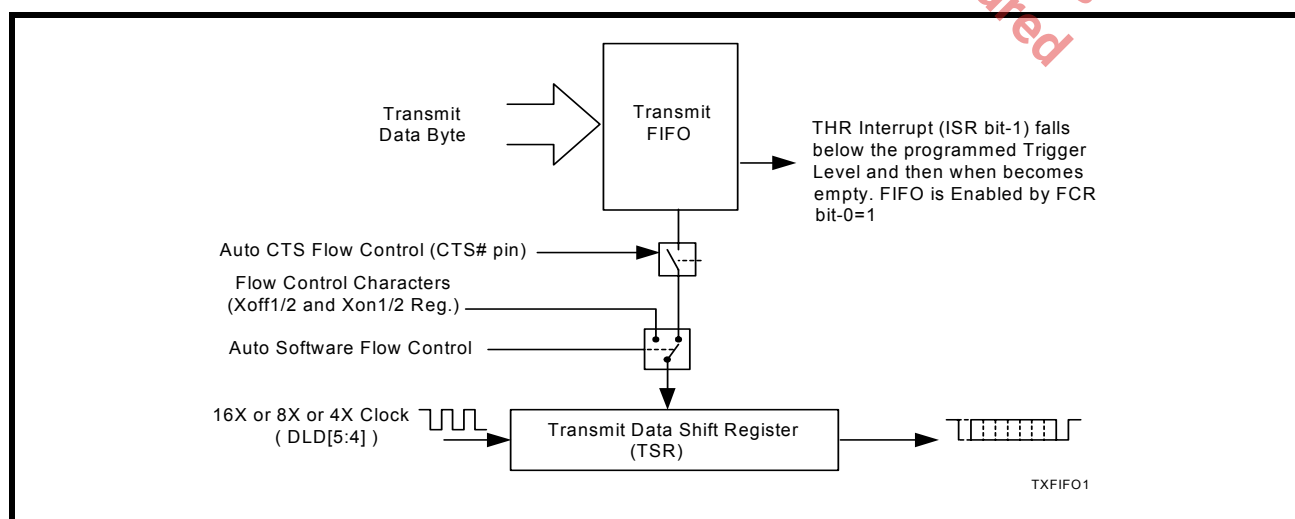 Transmit
Data Byte
Transmit
FIFO
THR Interrupt (ISR bit-1) falls
below the programmed Trigger
Level and then when becomes
empty. FIFO is Enabled by FCR
bit-0=1
Auto CTS Flow Control (CTS# pin)
Flow Control Characters
(Xoff1/2 and Xon1/2 Reg.)
Auto Software Flow Control
16X or 8X or 4X Clock
( DLD[5:4] )
Transmit Data Shift Register
(TSR)
TXFIFO1